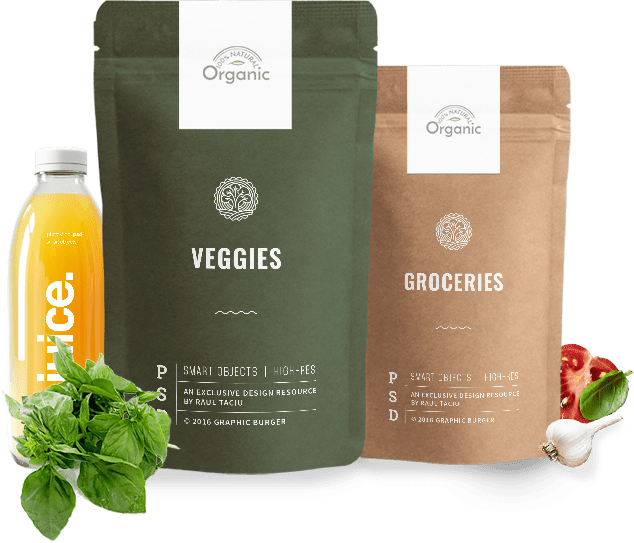 100% NATURAL
Organic
VEGGIES
P
S
D
SMART OBJECTS | HIGH-RES
AN EXCLUSIVE DESIGN RESOURCE
BY RAUL TACIU
© 2016 GRAPHIC BURGER
100% NATURAL
Organic
GROCERIES
P
S
D
SMART OBJECTS | HIGH-RES
AN EXCLUSIVE DESIGN RESOURCE
BY RAUL TACIU
© 2016 GRAPHIC BURGER
juice.